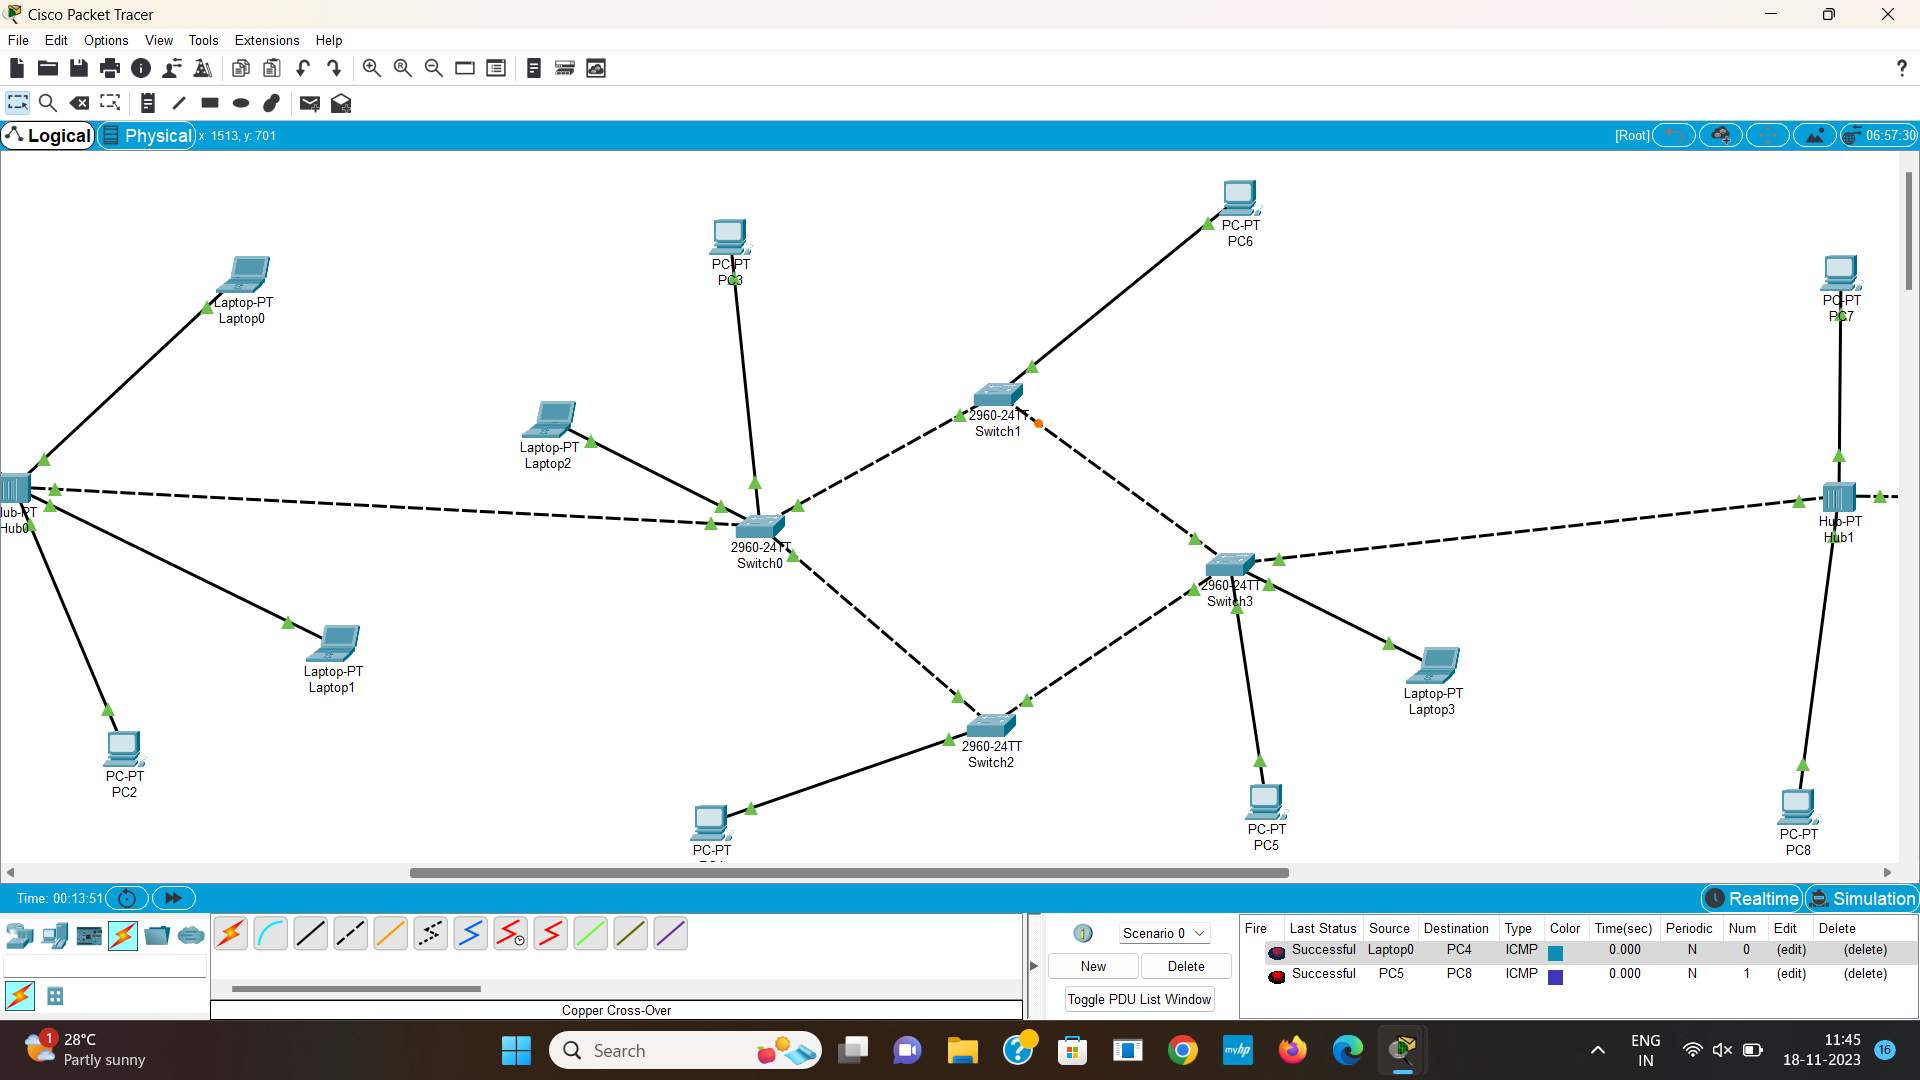 Cisco Packet Tracer
File Edit Options View Tools Extensions Help
?
Logical Physical x: 1513, y: 701 [Root] 06:57:30
PC-PT
PC6
PC-PT
PC3
Laptop-PT
Laptop0
PC-PT
PC7
2960-24TT
Switch1
Laptop-PT
Laptop2
Hub-PT
Hub0
Hub-PT
Hub1
2960-24TT
Switch0
2960-24TT
Switch3
Laptop-PT
Laptop1
Laptop-PT
Laptop3
2960-24TT
Switch2
PC-PT
PC2
PC-PT
PC-PT
PC5
PC-PT
PC8
Time: 00:13:51 Realtime Simulation
Scenario 0
New Delete
Toggle PDU List Window
Fire Last Status Source Destination Type Color Time(sec) Periodic Num Edit Delete
Successful Laptop0 PC4 ICMP 0.000 N 0 (edit) (delete)
Successful PC5 PC8 ICMP 0.000 N 1 (edit) (delete)
Copper Cross-Over
1
28°C
Partly sunny
Search
myhp
ENG
IN
11:45
18-11-2023
16